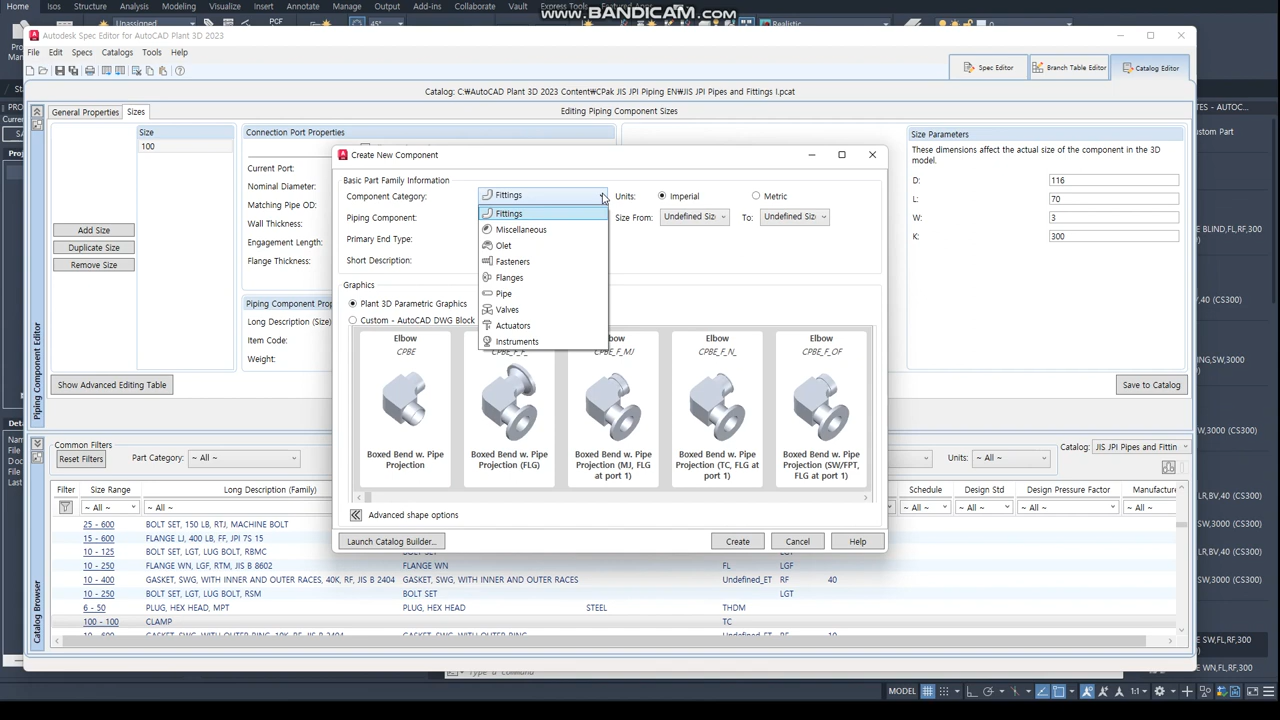 www.BANDICAM.com
Home Insert Annotate Modeling Visualize Insert Annotate Manage Output Add-ins Collaborate Vault
Unassigned
45°
Realistic
PCF
Autodesk Spec Editor for AutoCAD Plant 3D 2023
File Edit Specs Catalogs Tools Help
Spec Editor Branch Table Editor Catalog Editor
Catalog: C:\AutoCAD Plant 3D 2023 Content\CPak JIS JPI Piping EN\JIS JPI Pipes and Fittings I.pcat
General Properties Sizes Editing Piping Component Sizes
Size
100
Add Size
Duplicate Size
Remove Size
Show Advanced Editing Table
Piping Component Editor
Connection Port Properties
Current Port:
Nominal Diameter:
Matching Pipe OD:
Wall Thickness:
Engagement Length:
Flange Thickness:
Piping Component Prop
Long Description (Size)
Item Code:
Weight:
Size Parameters
These dimensions affect the actual size of the component in the 3D
model.
D: 116
L: 70
W: 3
K: 300
Save to Catalog
Create New Component
Basic Part Family Information
Component Category: Fittings Units: Imperial Metric
Piping Component: Size From: Undefined Siz To: Undefined Siz
Primary End Type:
Short Description:
Fittings
Miscellaneous
Olet
Fasteners
Flanges
Pipe
Valves
Actuators
Instruments
Graphics
Plant 3D Parametric Graphics
Custom - AutoCAD DWG Block
Elbow Elbow Elbow
CPBE CPBE_F_F_ CPBE_F_MJ CPBE_F_N_ CPBE_F_OF
Boxed Bend w. Pipe Boxed Bend w. Pipe Boxed Bend w. Pipe Boxed Bend w. Pipe Boxed Bend w. Pipe
Projection Projection (FLG) Projection (MJ, FLG Projection (TC, FLG at Projection (SW/FPT,
at port 1) port 1) FLG at port 1)
Advanced shape options
Launch Catalog Builder... Create Cancel Help
Common Filters
Reset Filters Part Category: ~ All ~ Units: ~ All ~ Catalog: JIS JPI Pipes and Fittin
Filter Size Range Long Description (Family) Schedule Design Std Design Pressure Factor Manufacture
~ All ~ ~ All ~ ~ All ~ ~ All ~ ~ All ~ ~ All ~
25 - 600 BOLT SET, 150 LB, RTJ, MACHINE BOLT
15 - 600 FLANGE LJ, 400 LB, FF, JPI 7S 15
10 - 125 BOLT SET, LGT, LUG BOLT, RBMC
10 - 250 FLANGE WN, LGF, RTM, JIS B 8602 FLANGE WN FL LGF
10 - 400 GASKET, SWG, WITH INNER AND OUTER RACES, 40K, RF, JIS B 2404 GASKET, SWG, WITH INNER AND OUTER RACES Undefined_ET RF 40
10 - 250 BOLT SET, LGT, LUG BOLT, RSM BOLT SET LGT
6 - 50 PLUG, HEX HEAD, MPT PLUG, HEX HEAD STEEL THDM
100 - 100 CLAMP TC
Catalog Browser
Type a command
MODEL 1:1